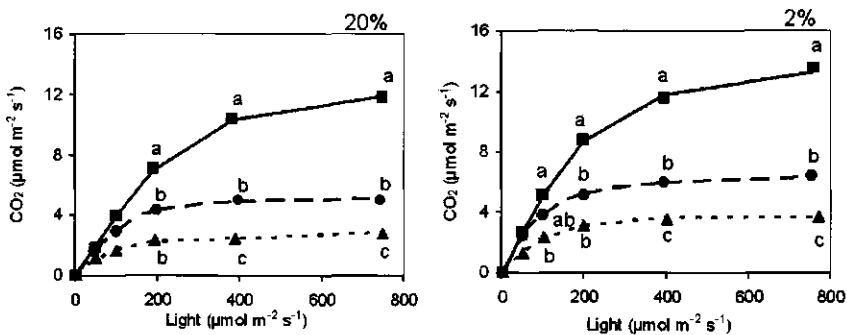 20%
CO₂ (µmol m⁻² s⁻¹)
16
12
8
4
0
a
a
a
b
b
b
b
c
c
0
200
400
600
800
Light (µmol m⁻² s⁻¹)
2%
CO₂ (µmol m⁻² s⁻¹)
16
12
8
4
0
a
a
a
a
b
b
b
ab
b
b
c
c
0
200
400
600
800
Light (µmol m⁻² s⁻¹)